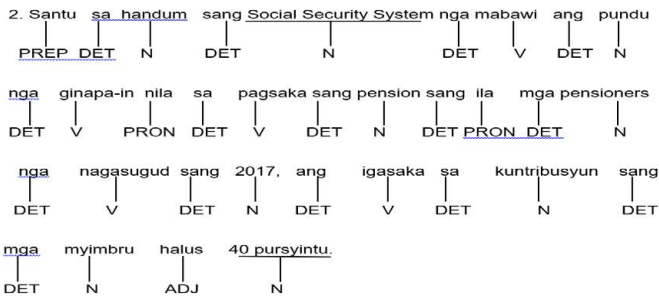 2. Santu sa handum sang Social Security System nga mabawi ang pundu
PREP DET N DET N DET V DET N
nga ginapa-in nila sa pagsaka sang pension sang ila mga pensioners
DET V PRON DET V DET N DET PRON DET N
nga nagasugud sang 2017, ang igasaka sa kuntribusyun sang
DET V DET N DET V DET N DET
mga myimbru halus 40 pursyintu.
DET N ADJ N